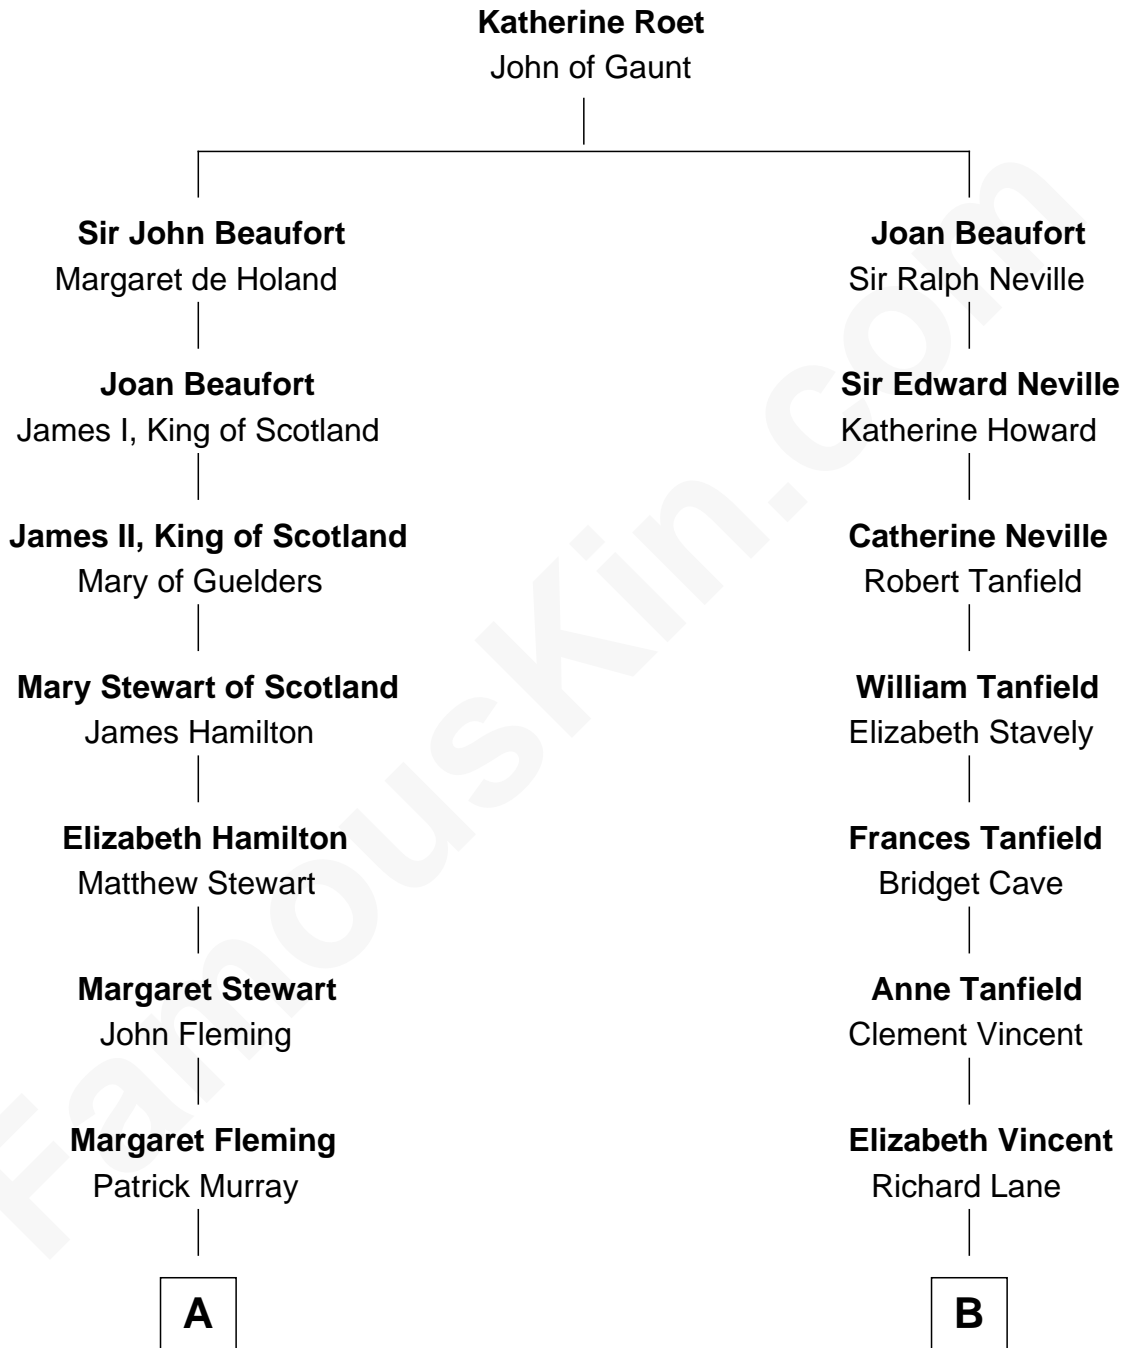 Katherine Roet
John of Gaunt
Sir John Beaufort
Margaret de Holand
Joan Beaufort
James I, King of Scotland
James II, King of Scotland
Mary of Guelders
Mary Stewart of Scotland
James Hamilton
Elizabeth Hamilton
Matthew Stewart
Margaret Stewart
John Fleming
Margaret Fleming
Patrick Murray
A
Joan Beaufort
Sir Ralph Neville
Sir Edward Neville
Katherine Howard
Catherine Neville
Robert Tanfield
William Tanfield
Elizabeth Stavely
Frances Tanfield
Bridget Cave
Anne Tanfield
Clement Vincent
Elizabeth Vincent
Richard Lane
B
FamousKin.com